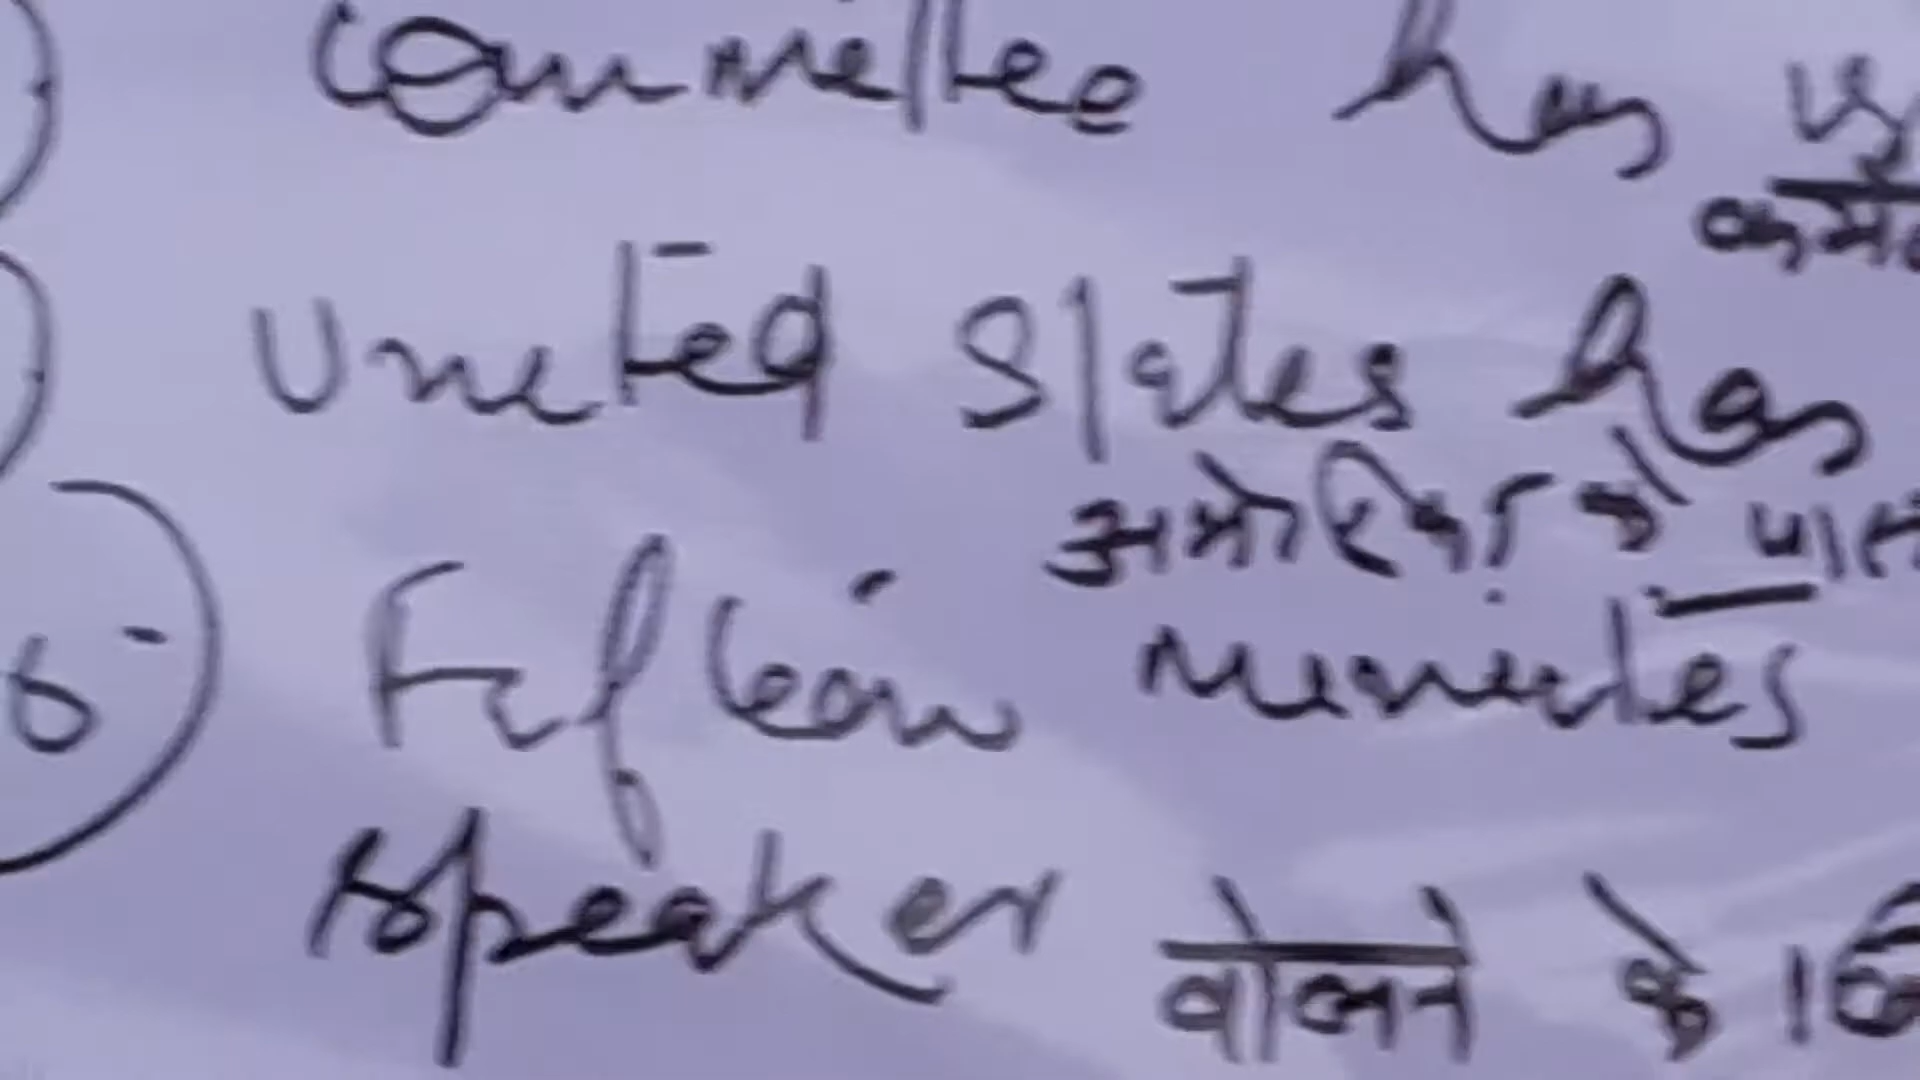 Committee has
United States has
अमेरिका के पास
6. Fifteen minutes
speaker बोलने के